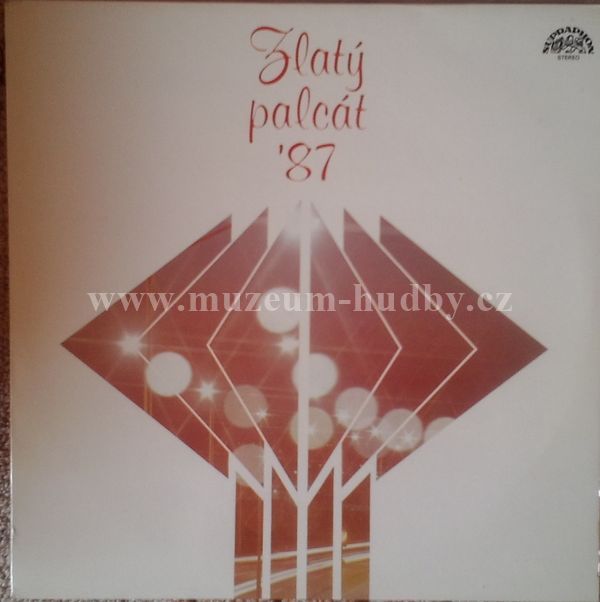 Zlatý
palcát
'87
SUPRAPHON
STEREO
www.muzeum-hudby.cz